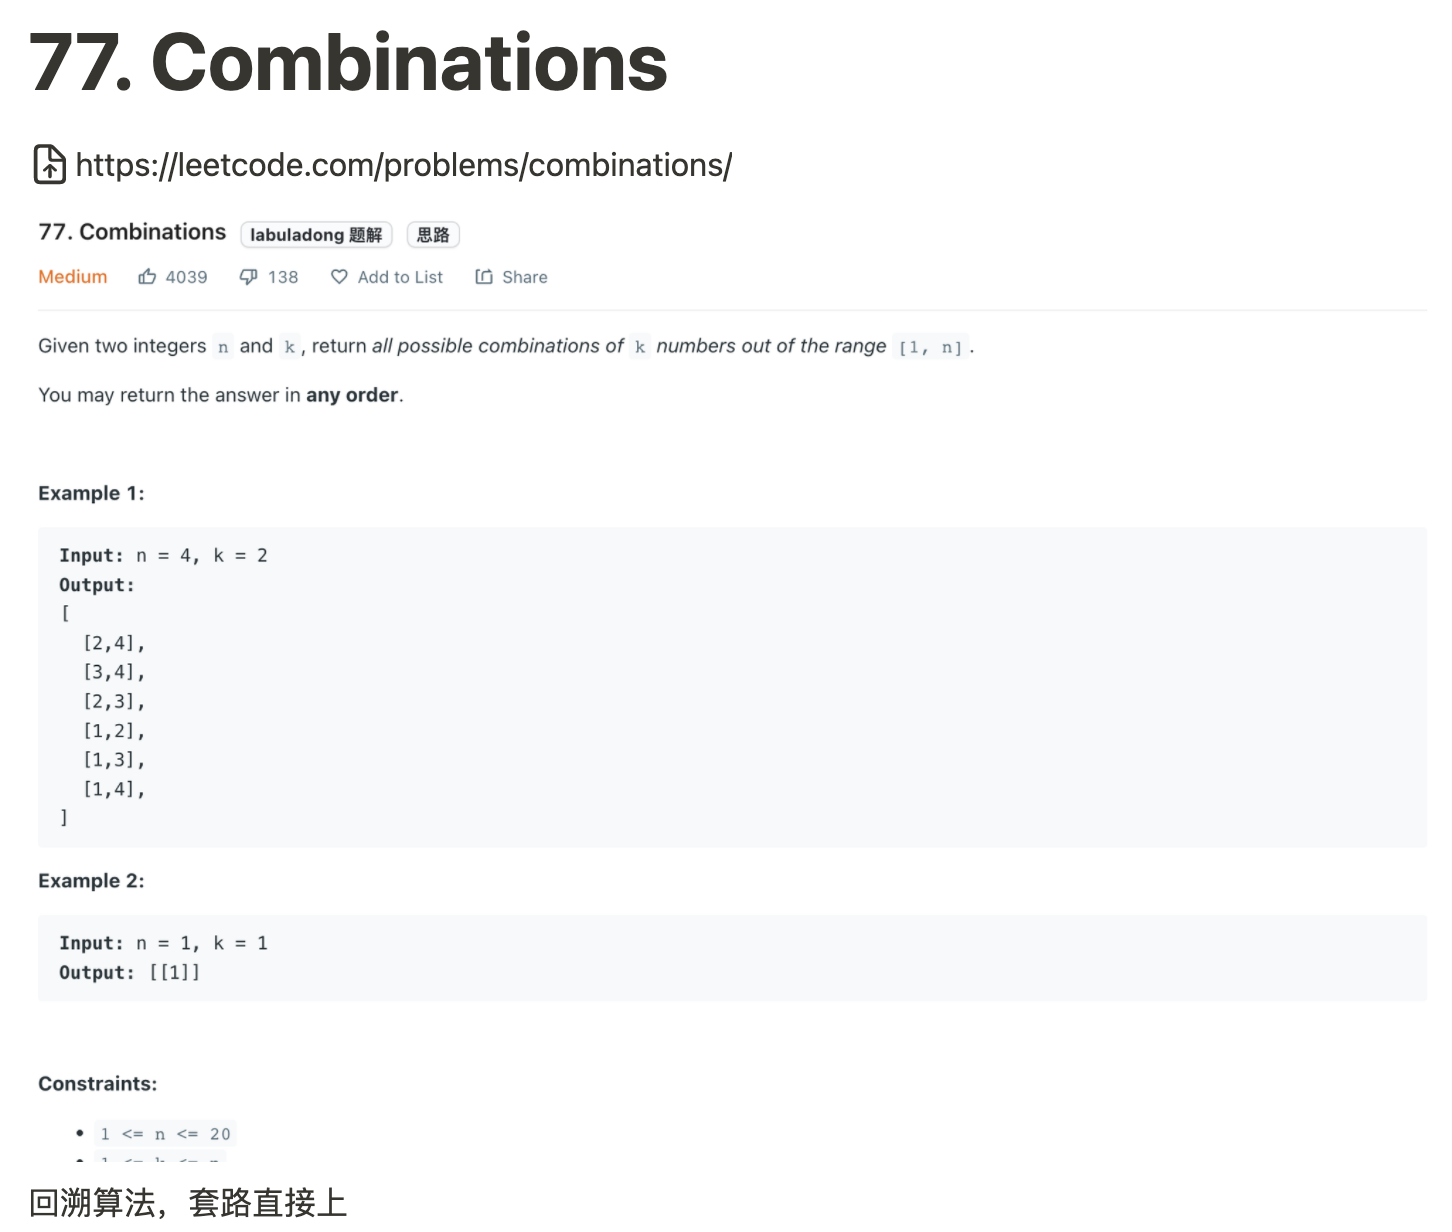 77. Combinations
https://leetcode.com/problems/combinations/
77. Combinations labuladong 题解 思路
Medium 4039 138 Add to List Share
Given two integers n and k, return all possible combinations of k numbers out of the range [1, n].
You may return the answer in any order.
Example 1:
Input: n = 4, k = 2
Output:
[
[2,4],
[3,4],
[2,3],
[1,2],
[1,3],
[1,4],
]
Example 2:
Input: n = 1, k = 1
Output: [[1]]
Constraints:
• 1 <= n <= 20
回溯算法，套路直接上